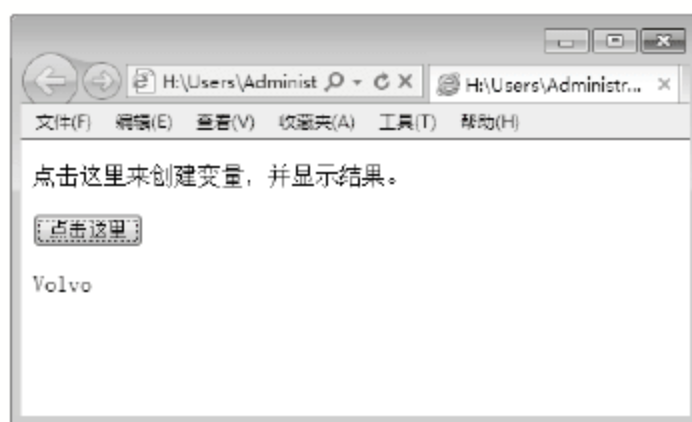 H:\Users\Administ
H:\Users\Administr...
文件(F) 编辑(E) 查看(V) 收藏夹(A) 工具(T) 帮助(H)
点击这里来创建变量，并显示结果。
点击这里
Volvo